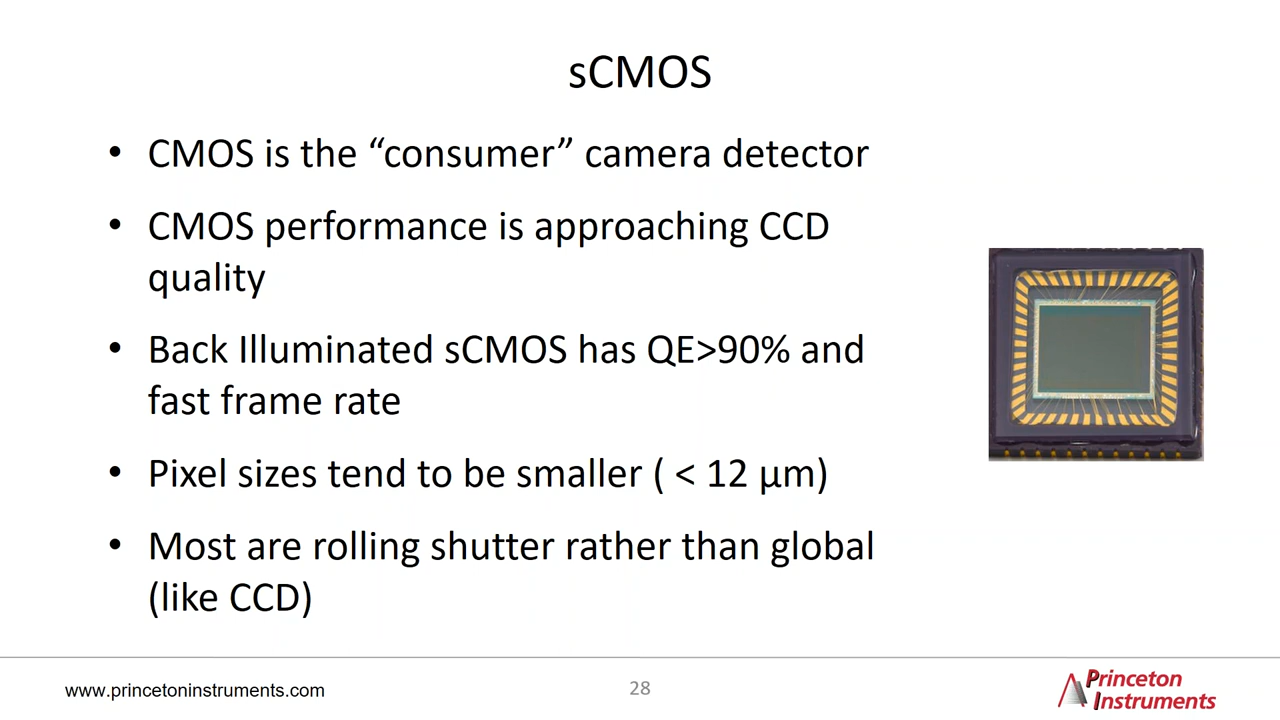 sCMOS
• CMOS is the “consumer” camera detector
• CMOS performance is approaching CCD
quality
• Back Illuminated sCMOS has QE>90% and
fast frame rate
• Pixel sizes tend to be smaller ( < 12 µm)
• Most are rolling shutter rather than global
(like CCD)
www.princetoninstruments.com
28
Princeton
Instruments